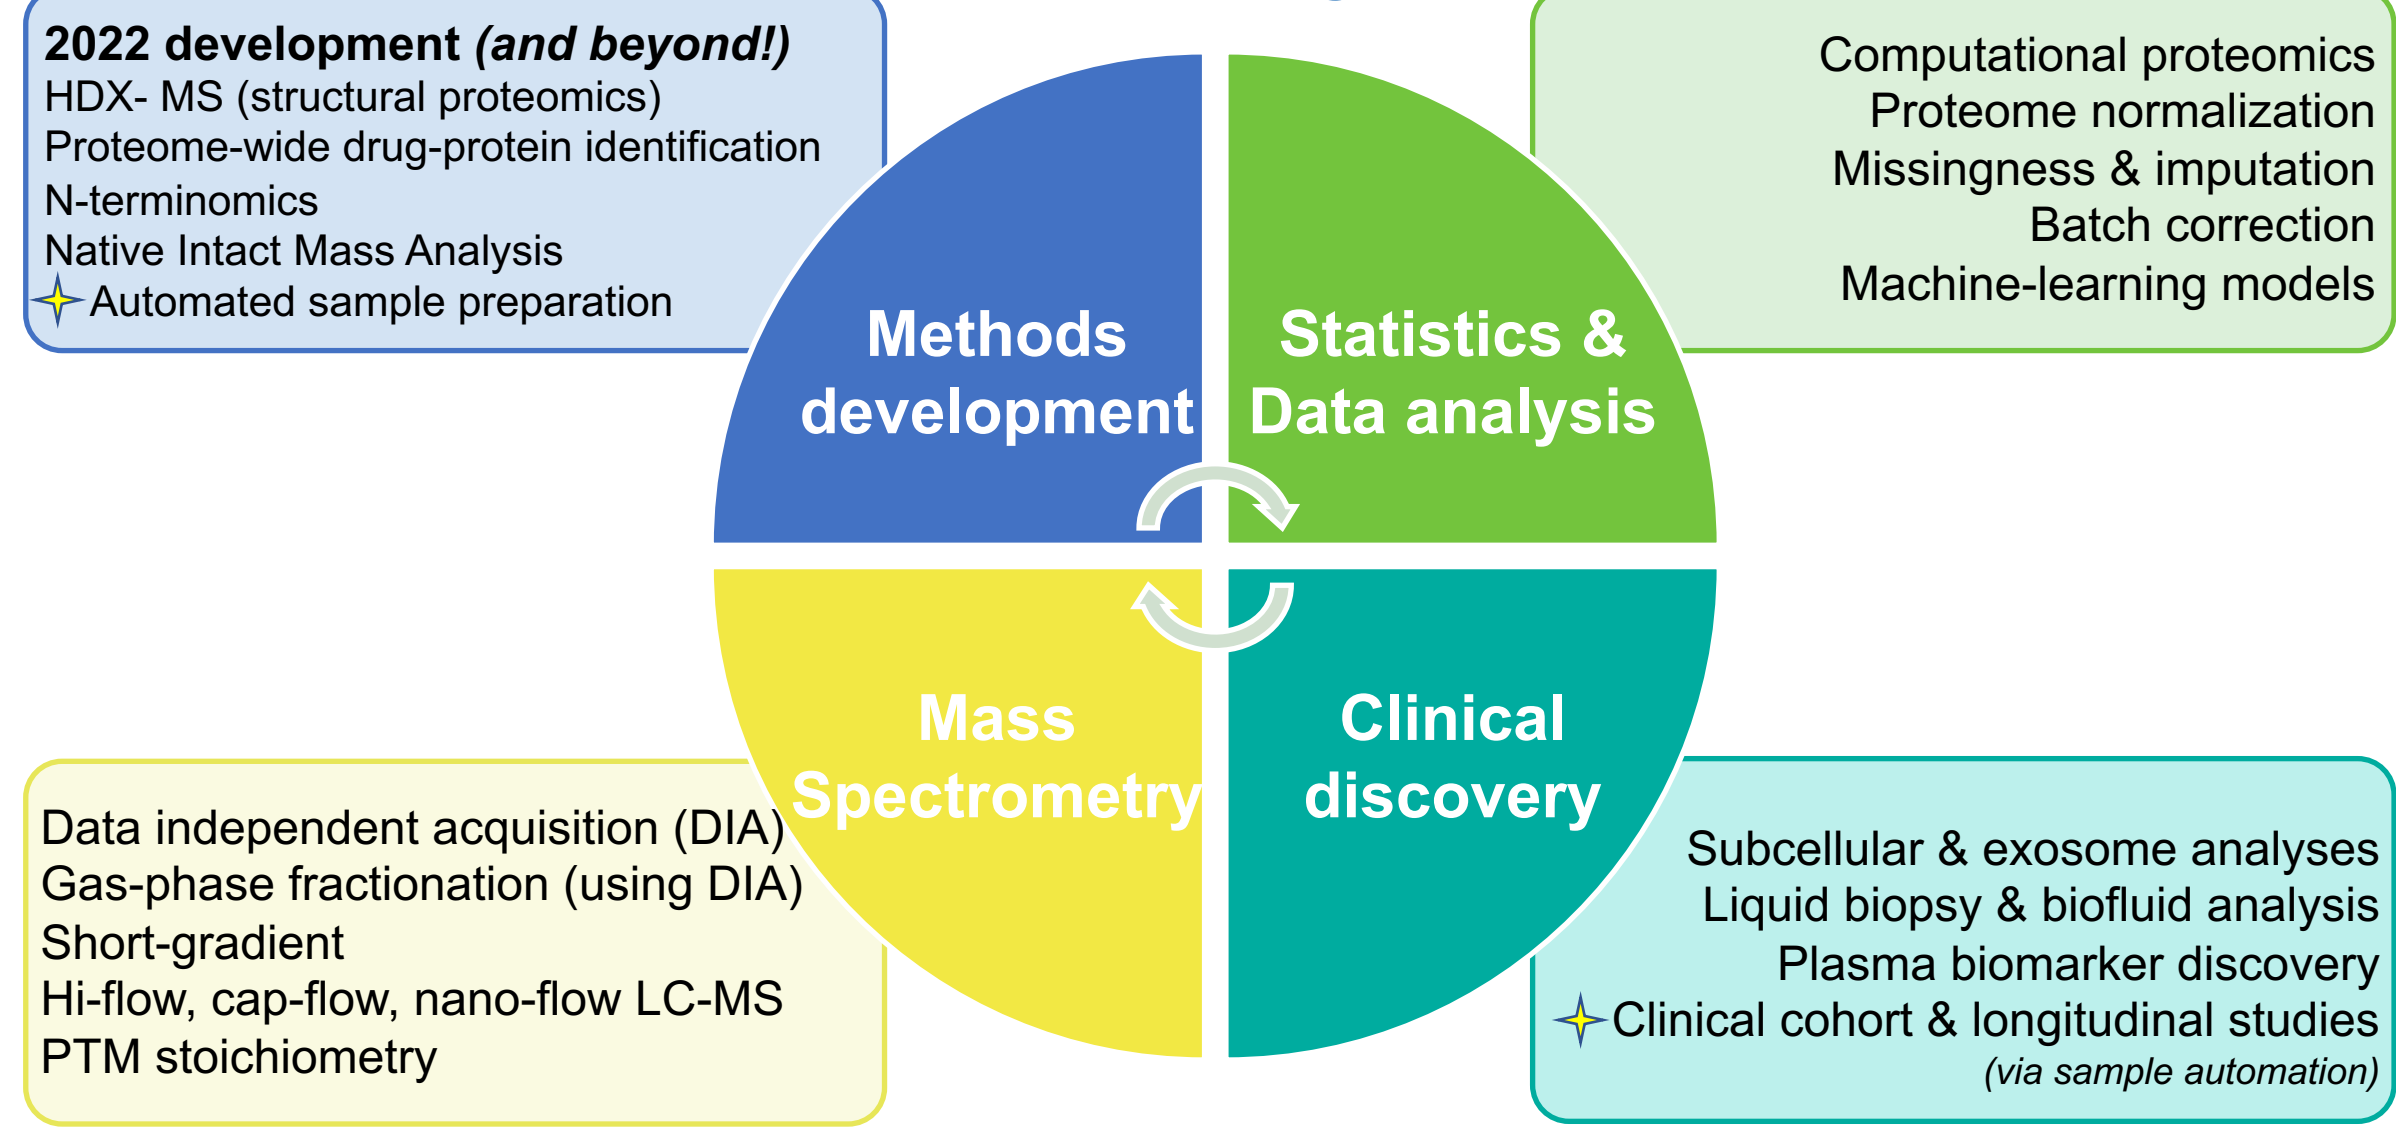 2022 development (and beyond!)
HDX- MS (structural proteomics)
Proteome-wide drug-protein identification
N-terminomics
Native Intact Mass Analysis
Automated sample preparation
Computational proteomics
Proteome normalization
Missingness & imputation
Batch correction
Machine-learning models
Methods
development
Statistics &
Data analysis
Mass
Spectrometry
Clinical
discovery
Data independent acquisition (DIA)
Gas-phase fractionation (using DIA)
Short-gradient
Hi-flow, cap-flow, nano-flow LC-MS
PTM stoichiometry
Subcellular & exosome analyses
Liquid biopsy & biofluid analysis
Plasma biomarker discovery
Clinical cohort & longitudinal studies
(via sample automation)